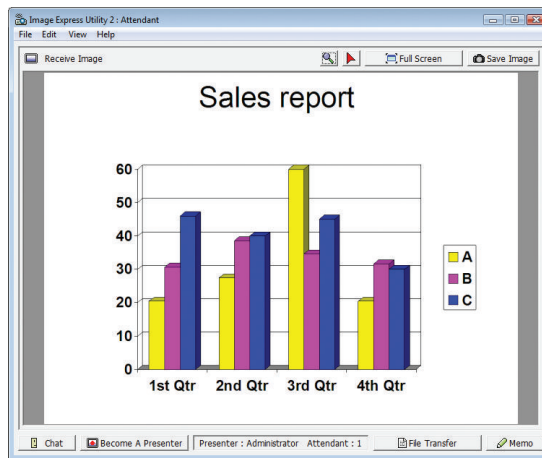 Image Express Utility 2 : Attendant
File Edit View Help
Receive Image Full Screen Save Image
Sales report
60
50
40
30
20
10
0
A
B
C
1st Qtr 2nd Qtr 3rd Qtr 4th Qtr
Chat Become A Presenter Presenter : Administrator Attendant : 1 File Transfer Memo